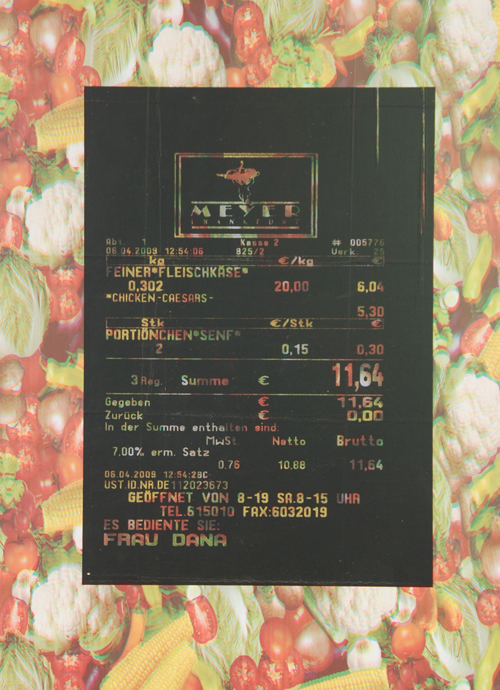 MEYER
FRANKFURT
Abt. 1 Kasse 2 # 005776
06.04.2009 12:54:06 825/2 Verk.
kg €/kg €
FEINER*FLEISCHKÄSE*
0,302 20,00 6,04
*CHICKEN-CAESARS-
5,30
Stk €/Stk €
PORTIÖNCHEN*SENF*
2 0,15 0,30
3 Reg. Summe € 11,64
Gegeben € 11,64
Zurück € 0,00
In der Summe enthalten sind:
MwSt. Netto Brutto
7,00% erm. Satz
0,76 10,88 11,64
06.04.2009 12:54:28C
UST.ID.NR.DE112023673
GEÖFFNET VON 8-19 SA.8-15 UHR
TEL.615010 FAX:6032019
ES BEDIENTE SIE:
FRAU DANA